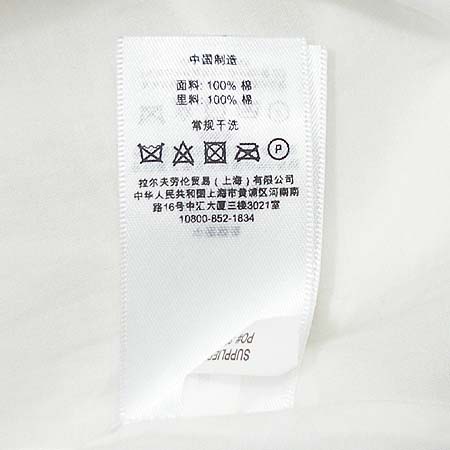 中国制造
面料: 100% 棉
里料: 100% 棉
常规干洗
P
拉尔夫劳伦贸易(上海)有限公司
中华人民共和国上海市黄浦区河南南
路16号中汇大厦三楼3021室
10800-852-1834
SUPPLIER
PO#